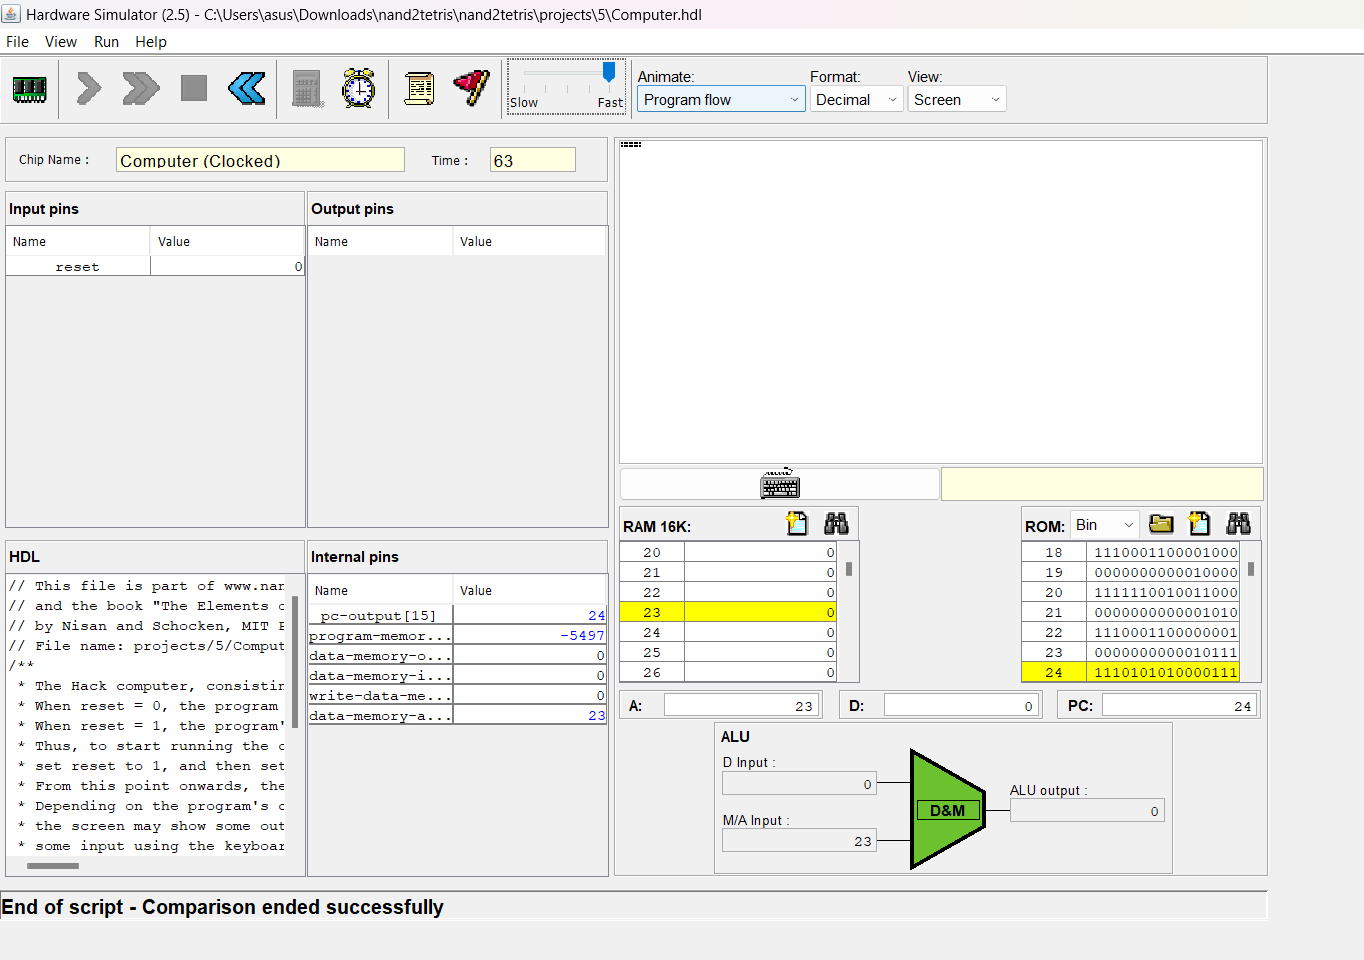 Hardware Simulator (2.5) - C:\Users\asus\Downloads\nand2tetris\nand2tetris\projects\5\Computer.hdl
File View Run Help
Slow Fast
Animate: Format: View:
Program flow Decimal Screen
Chip Name : Computer (Clocked) Time : 63
Input pins
Name Value
reset 0
Output pins
Name Value
HDL
// This file is part of www.nan
// and the book "The Elements o
// by Nisan and Schocken, MIT P
// File name: projects/5/Comput
/**
* The Hack computer, consistin
* When reset = 0, the program
* When reset = 1, the program'
* Thus, to start running the c
* set reset to 1, and then set
* From this point onwards, the
* Depending on the program's c
* the screen may show some out
* some input using the keyboar
Internal pins
Name Value
pc-output[15] 24
program-memor... -5497
data-memory-o... 0
data-memory-i... 0
write-data-me... 0
data-memory-a... 23
RAM 16K:
20 0
21 0
22 0
23 0
24 0
25 0
26 0
ROM: Bin
18 1110001100001000
19 0000000000010000
20 1111110010011000
21 0000000000001010
22 1110001100000001
23 0000000000010111
24 1110101010000111
A: 23 D: 0 PC: 24
ALU
D Input :
0
M/A Input :
23
D&M
ALU output :
0
End of script - Comparison ended successfully